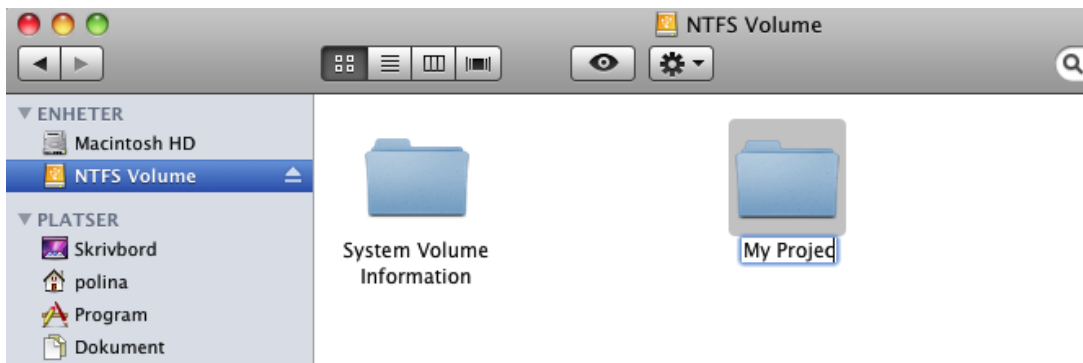 NTFS Volume
ENHETER
Macintosh HD
NTFS Volume
PLATSER
Skrivbord
polina
Program
Dokument
System Volume
Information
My Projec